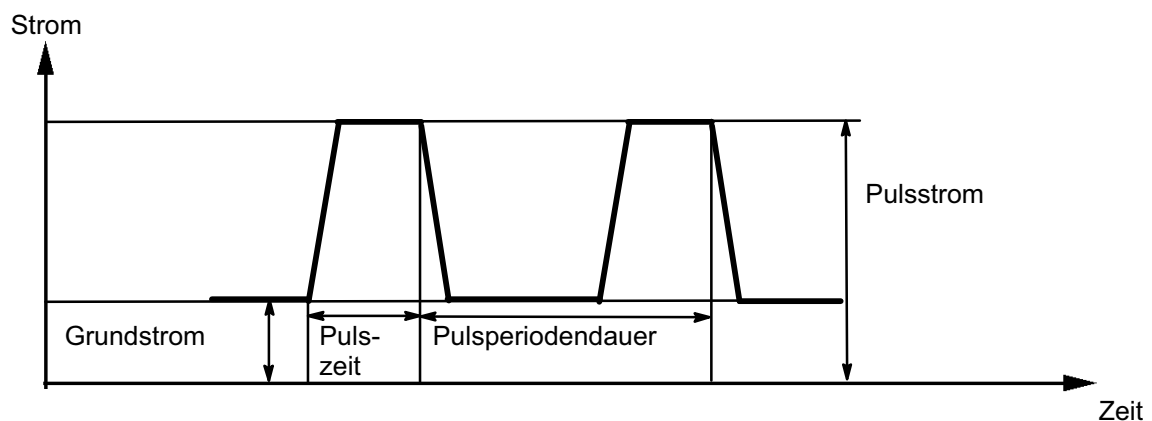 Strom
Pulsstrom
Grundstrom
Puls-
zeit
Pulsperiodendauer
Zeit